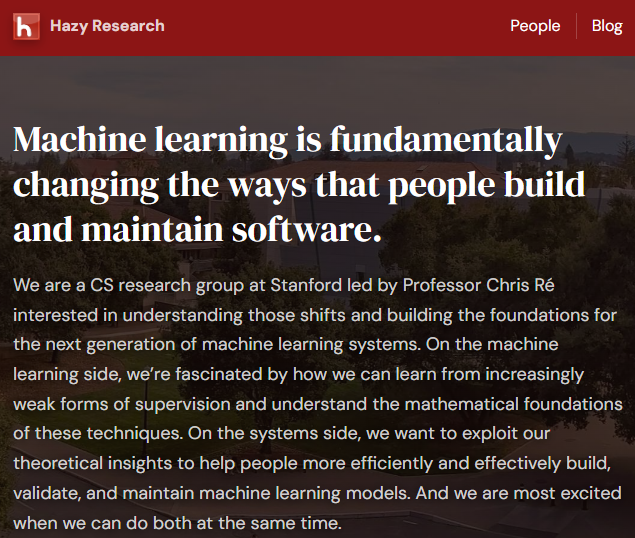 h Hazy Research People Blog
Machine learning is fundamentally
changing the ways that people build
and maintain software.
We are a CS research group at Stanford led by Professor Chris Ré
interested in understanding those shifts and building the foundations for
the next generation of machine learning systems. On the machine
learning side, we’re fascinated by how we can learn from increasingly
weak forms of supervision and understand the mathematical foundations
of these techniques. On the systems side, we want to exploit our
theoretical insights to help people more efficiently and effectively build,
validate, and maintain machine learning models. And we are most excited
when we can do both at the same time.